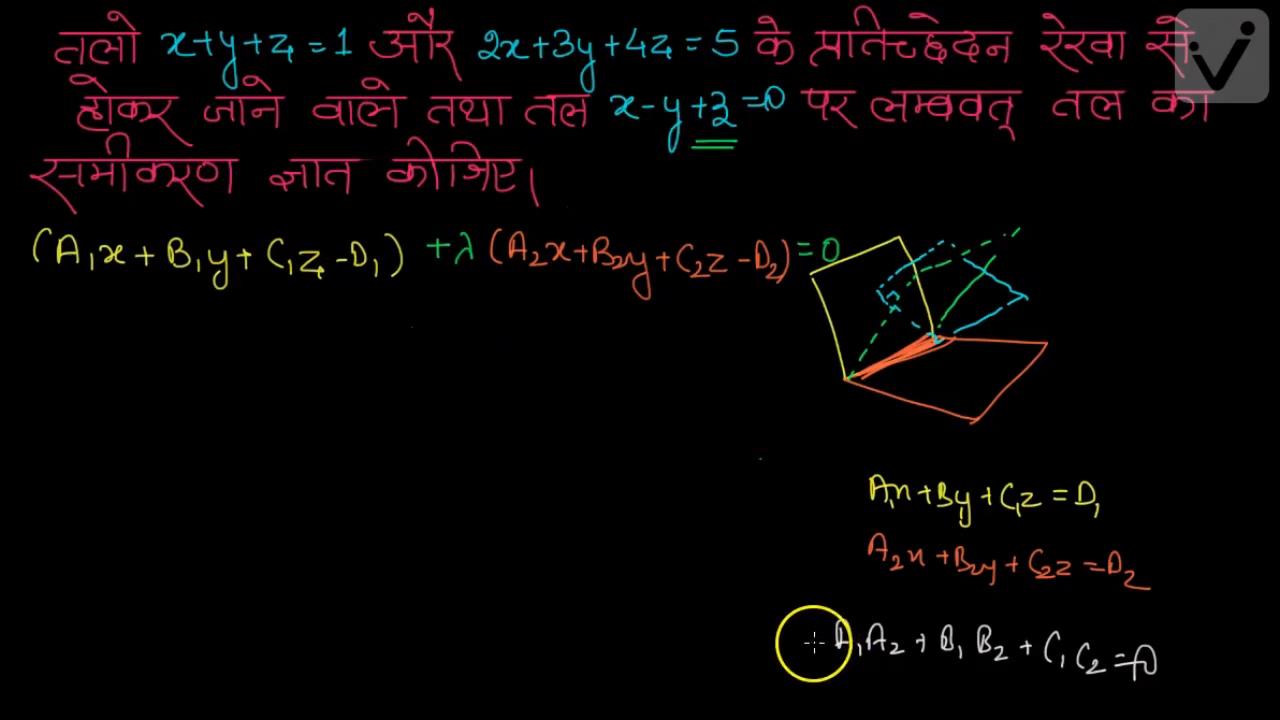 तलो x+y+z=1 और 2x+3y+4z=5 के प्रतिच्छेदन रेखा से
होकर जाने वाले तथा तल x-y+3=0 पर लम्बवत् तल का
समीकरण ज्ञात कीजिए।
(A₁x+B₁y+C₁z-D₁) +λ (A₂x+B₂y+C₂z-D₂)=0
A₁x+B₁y+C₁z=D₁
A₂x+B₂y+C₂z=D₂
A₁A₂+B₁B₂+C₁C₂=0